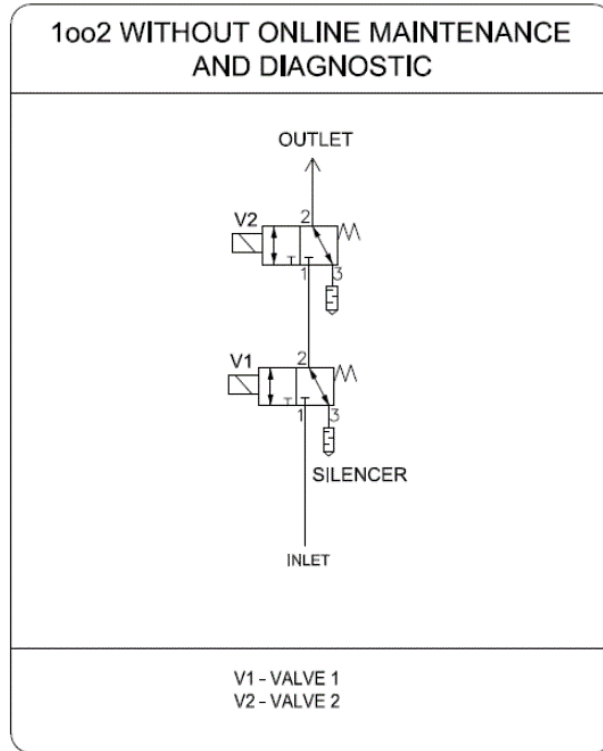 1oo2 WITHOUT ONLINE MAINTENANCE
AND DIAGNOSTIC
OUTLET
V2
2
1
3
V1
2
1
3
SILENCER
INLET
V1 - VALVE 1
V2 - VALVE 2